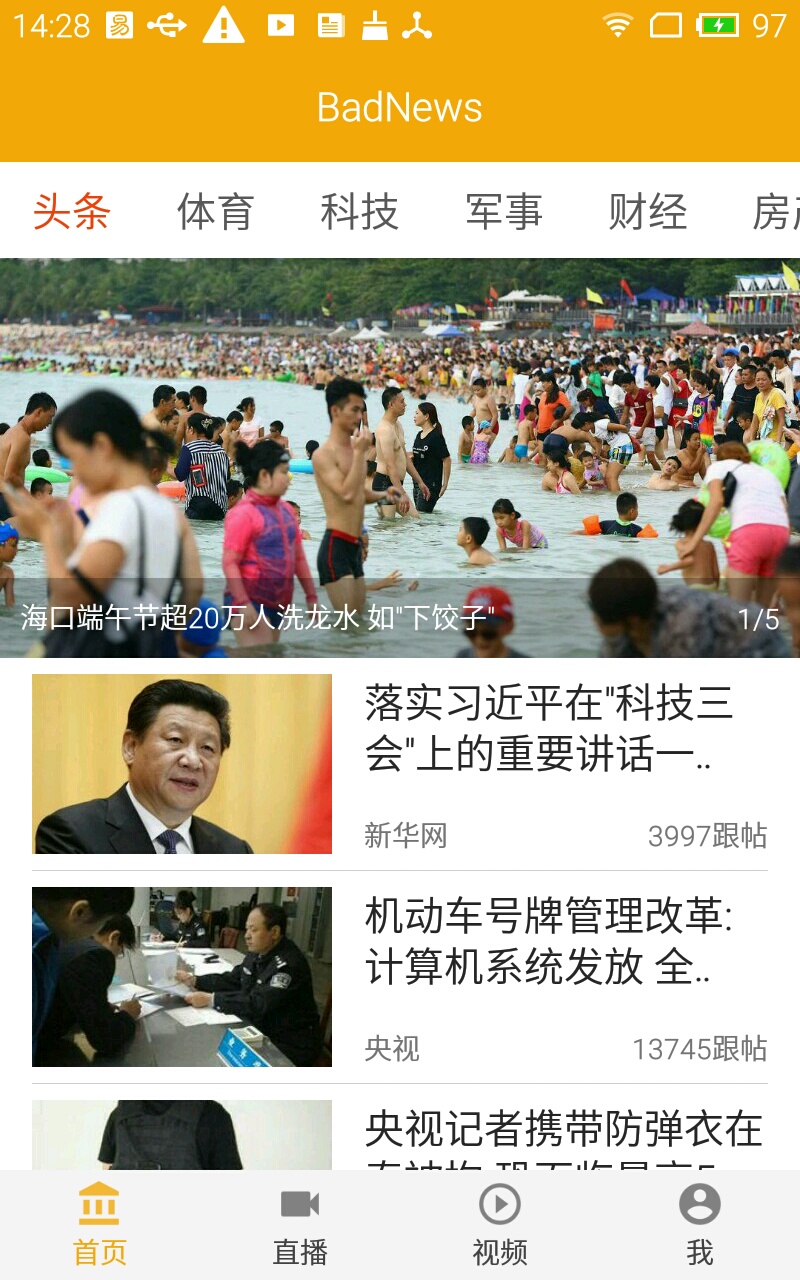 14:28
易
97
BadNews
头条 体育 科技 军事 财经 房产
海口端午节超20万人洗龙水 如"下饺子" 1/5
落实习近平在"科技三
会"上的重要讲话一..
新华网 3997跟帖
机动车号牌管理改革:
计算机系统发放 全..
央视 13745跟帖
央视记者携带防弹衣在
首页 直播 视频 我